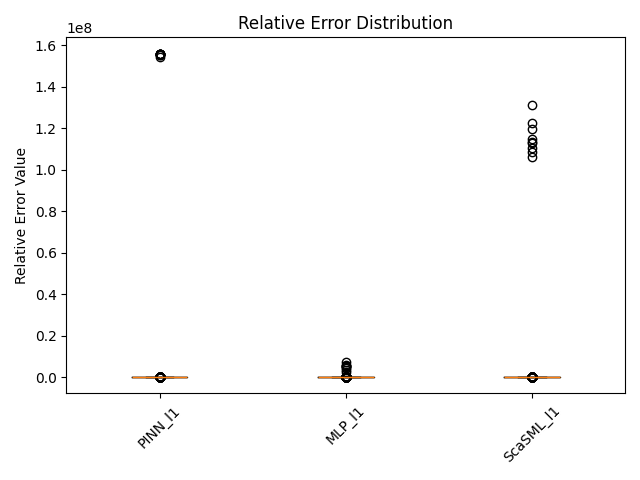 Relative Error Distribution
1e8
1.6
1.4
1.2
1.0
0.8
0.6
0.4
0.2
0.0
Relative Error Value
PINN_l1
MLP_l1
ScaSML_l1